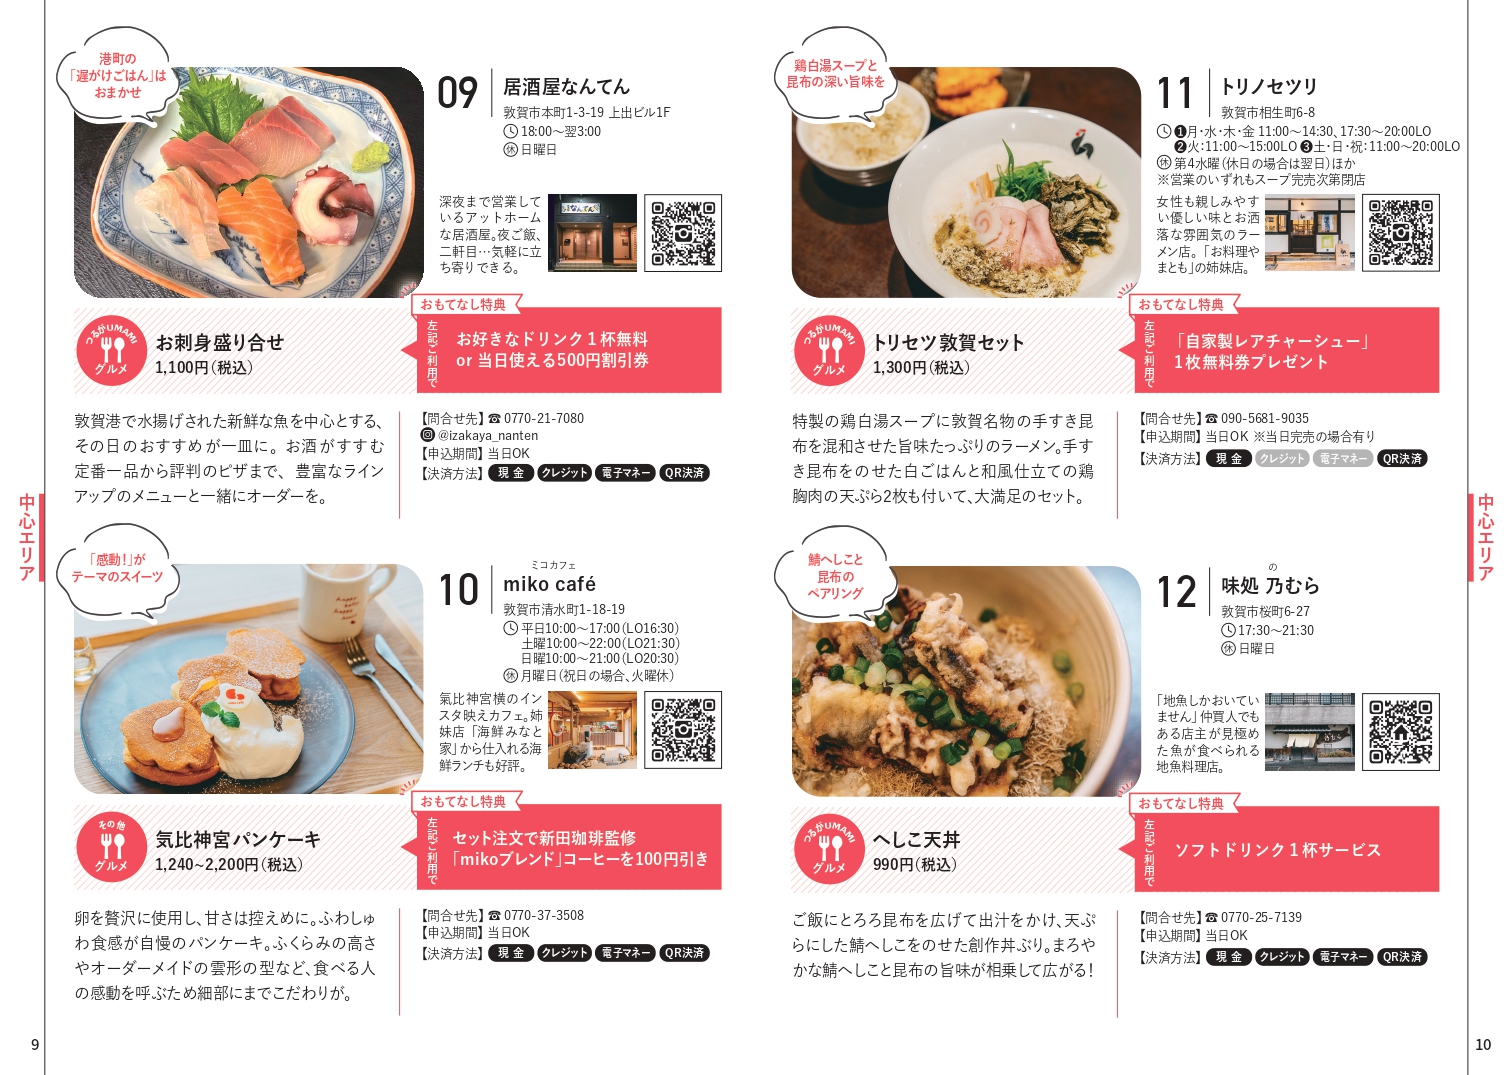 港町の
「遅がけごはん」は
おまかせ
09
居酒屋なんてん
敦賀市本町1-3-19 上出ビル1F
18:00～翌3:00
休 日曜日
深夜まで営業して
いるアットホーム
な居酒屋。夜ご飯、
二軒目…気軽に立
ち寄りできる。
つるがUMAMI
グルメ
お刺身盛り合せ
1,100円（税込）
おもてなし特典
左記ご利用で
お好きなドリンク１杯無料
or 当日使える500円割引券
敦賀港で水揚げされた新鮮な魚を中心とする、
その日のおすすめが一皿に。お酒がすすむ
定番一品から評判のピザまで、豊富なライン
アップのメニューと一緒にオーダーを。
【問合せ先】☎ 0770-21-7080
@izakaya_nanten
【申込期間】当日OK
【決済方法】現金 クレジット 電子マネー QR決済
中心エリア
「感動！」が
テーマのスイーツ
10
ミコカフェ
miko café
敦賀市清水町1-18-19
平日10:00～17:00（LO16:30）
土曜10:00～22:00（LO21:30）
日曜10:00～21:00（LO20:30）
休 月曜日（祝日の場合、火曜休）
氣比神宮横のイン
スタ映えカフェ。姉
妹店「海鮮みなと
家」から仕入れる海
鮮ランチも好評。
その他
グルメ
気比神宮パンケーキ
1,240~2,200円（税込）
おもてなし特典
左記ご利用で
セット注文で新田珈琲監修
「mikoブレンド」コーヒーを100円引き
卵を贅沢に使用し、甘さは控えめに。ふわしゅ
わ食感が自慢のパンケーキ。ふくらみの高さ
やオーダーメイドの雲形の型など、食べる人
の感動を呼ぶため細部にまでこだわりが。
【問合せ先】☎ 0770-37-3508
【申込期間】当日OK
【決済方法】現金 クレジット 電子マネー QR決済
9
鶏白湯スープと
昆布の深い旨味を
11
トリノセツリ
敦賀市相生町6-8
❶月・水・木・金 11:00～14:30、17:30～20:00LO
❷火：11:00～15:00LO ❸土・日・祝：11:00～20:00LO
休 第4水曜（休日の場合は翌日）ほか
※営業のいずれもスープ完売次第閉店
女性も親しみやす
い優しい味とお洒
落な雰囲気のラー
メン店。「お料理や
まとも」の姉妹店。
つるがUMAMI
グルメ
トリセツ敦賀セット
1,300円（税込）
おもてなし特典
左記ご利用で
「自家製レアチャーシュー」
１枚無料券プレゼント
特製の鶏白湯スープに敦賀名物の手すき昆
布を混和させた旨味たっぷりのラーメン。手す
き昆布をのせた白ごはんと和風仕立ての鶏
胸肉の天ぷら2枚も付いて、大満足のセット。
【問合せ先】☎ 090-5681-9035
【申込期間】当日OK ※当日完売の場合有り
【決済方法】現金 クレジット 電子マネー QR決済
中心エリア
鯖へしこと
昆布の
ペアリング
12
の
味処 乃むら
敦賀市桜町6-27
17:30～21:30
休 日曜日
「地魚しかおいてい
ません」仲買人でも
ある店主が見極め
た魚が食べられる
地魚料理店。
つるがUMAMI
グルメ
へしこ天丼
990円（税込）
おもてなし特典
左記ご利用で
ソフトドリンク１杯サービス
ご飯にとろろ昆布を広げて出汁をかけ、天ぷ
らにした鯖へしこをのせた創作丼ぶり。まろや
かな鯖へしこと昆布の旨味が相乗して広がる！
【問合せ先】☎ 0770-25-7139
【申込期間】当日OK
【決済方法】現金 クレジット 電子マネー QR決済
10